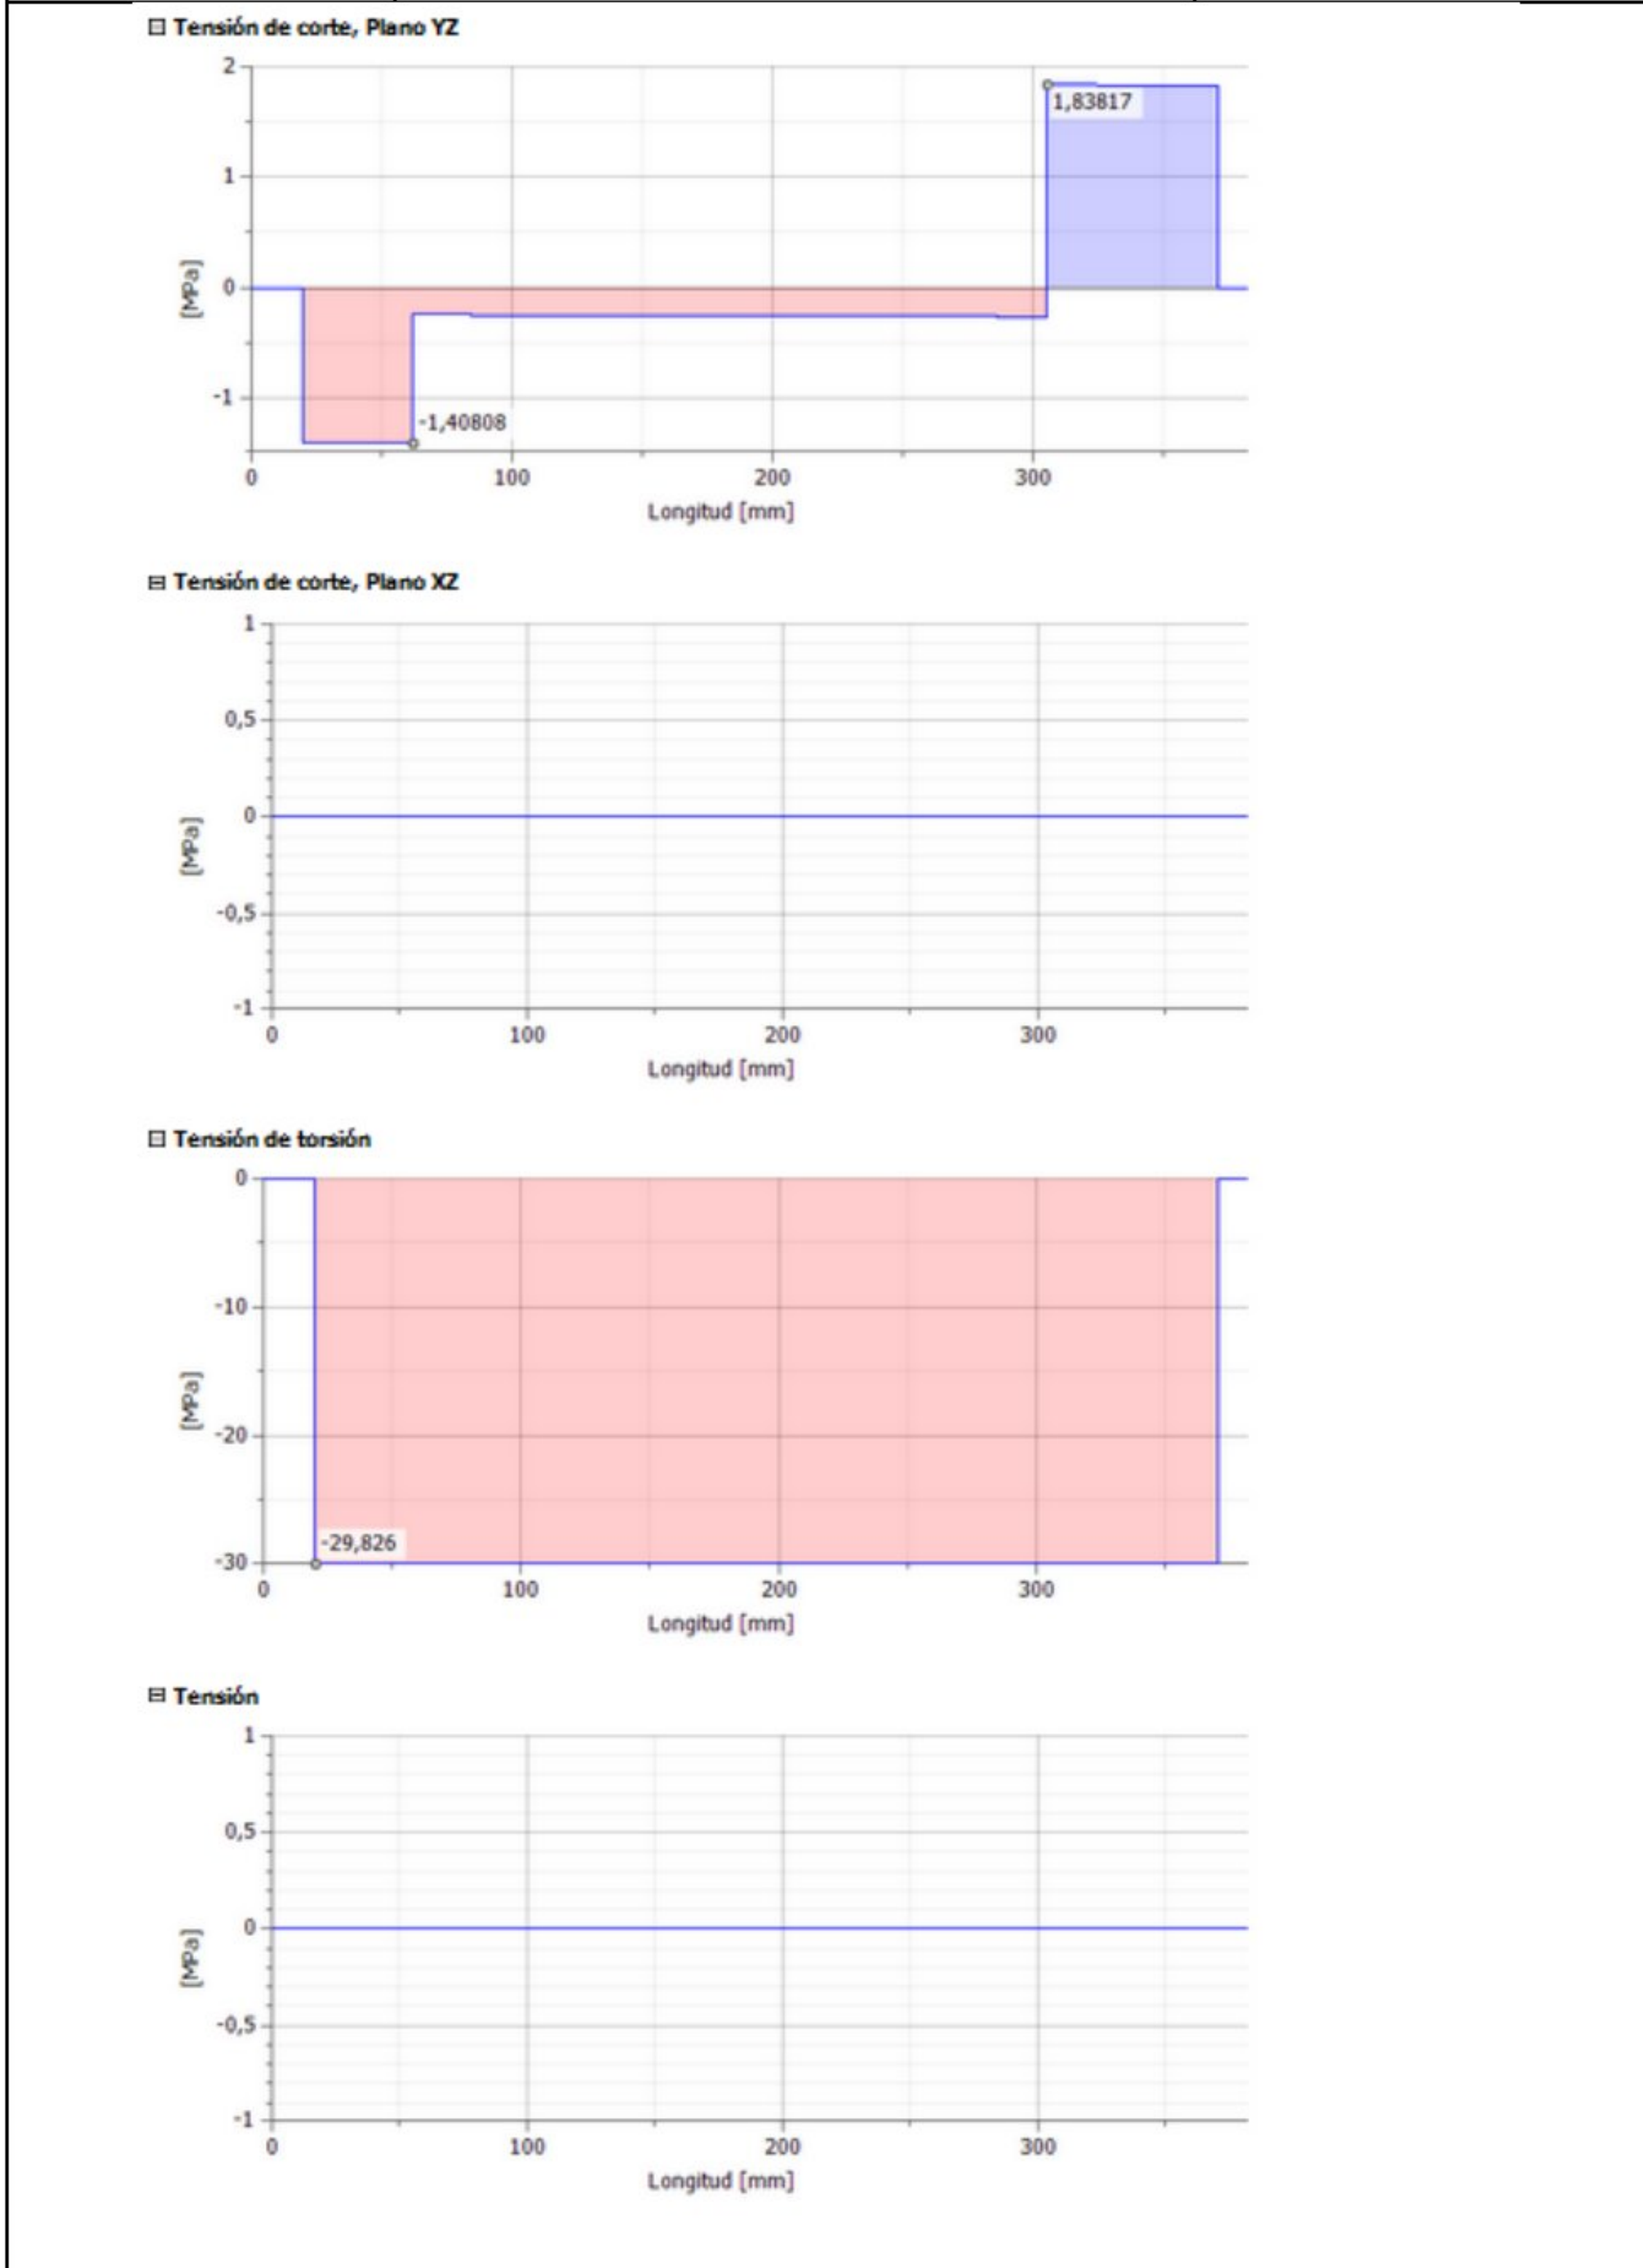 Tensión de corte, Plano YZ
2
1,83817
1
[MPa]
0
-1
-1,40808
0 100 200 300
Longitud [mm]
Tensión de corte, Plano XZ
1
0,5
0
[MPa]
-0,5
-1
0 100 200 300
Longitud [mm]
Tensión de torsión
0
-10
[MPa]
-20
-29,826
-30
0 100 200 300
Longitud [mm]
Tensión
1
0,5
0
[MPa]
-0,5
-1
0 100 200 300
Longitud [mm]